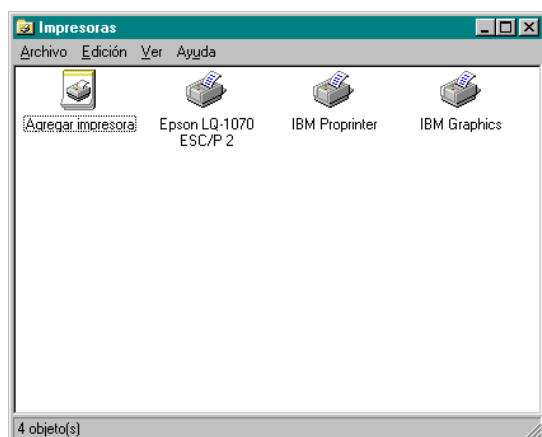 Impresoras
Archivo Edición Ver Ayuda
Agregar impresora Epson LQ-1070 IBM Proprinter IBM Graphics
ESC/P 2
4 objeto(s)